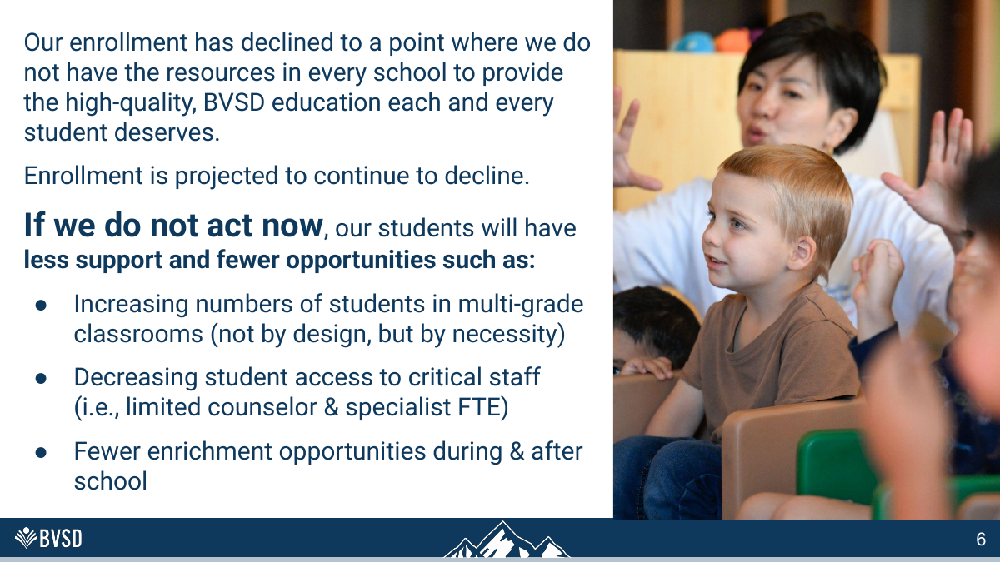 Our enrollment has declined to a point where we do
not have the resources in every school to provide
the high-quality, BVSD education each and every
student deserves.
Enrollment is projected to continue to decline.
If we do not act now, our students will have
less support and fewer opportunities such as:
● Increasing numbers of students in multi-grade
classrooms (not by design, but by necessity)
● Decreasing student access to critical staff
(i.e., limited counselor & specialist FTE)
● Fewer enrichment opportunities during & after
school
BVSD
6